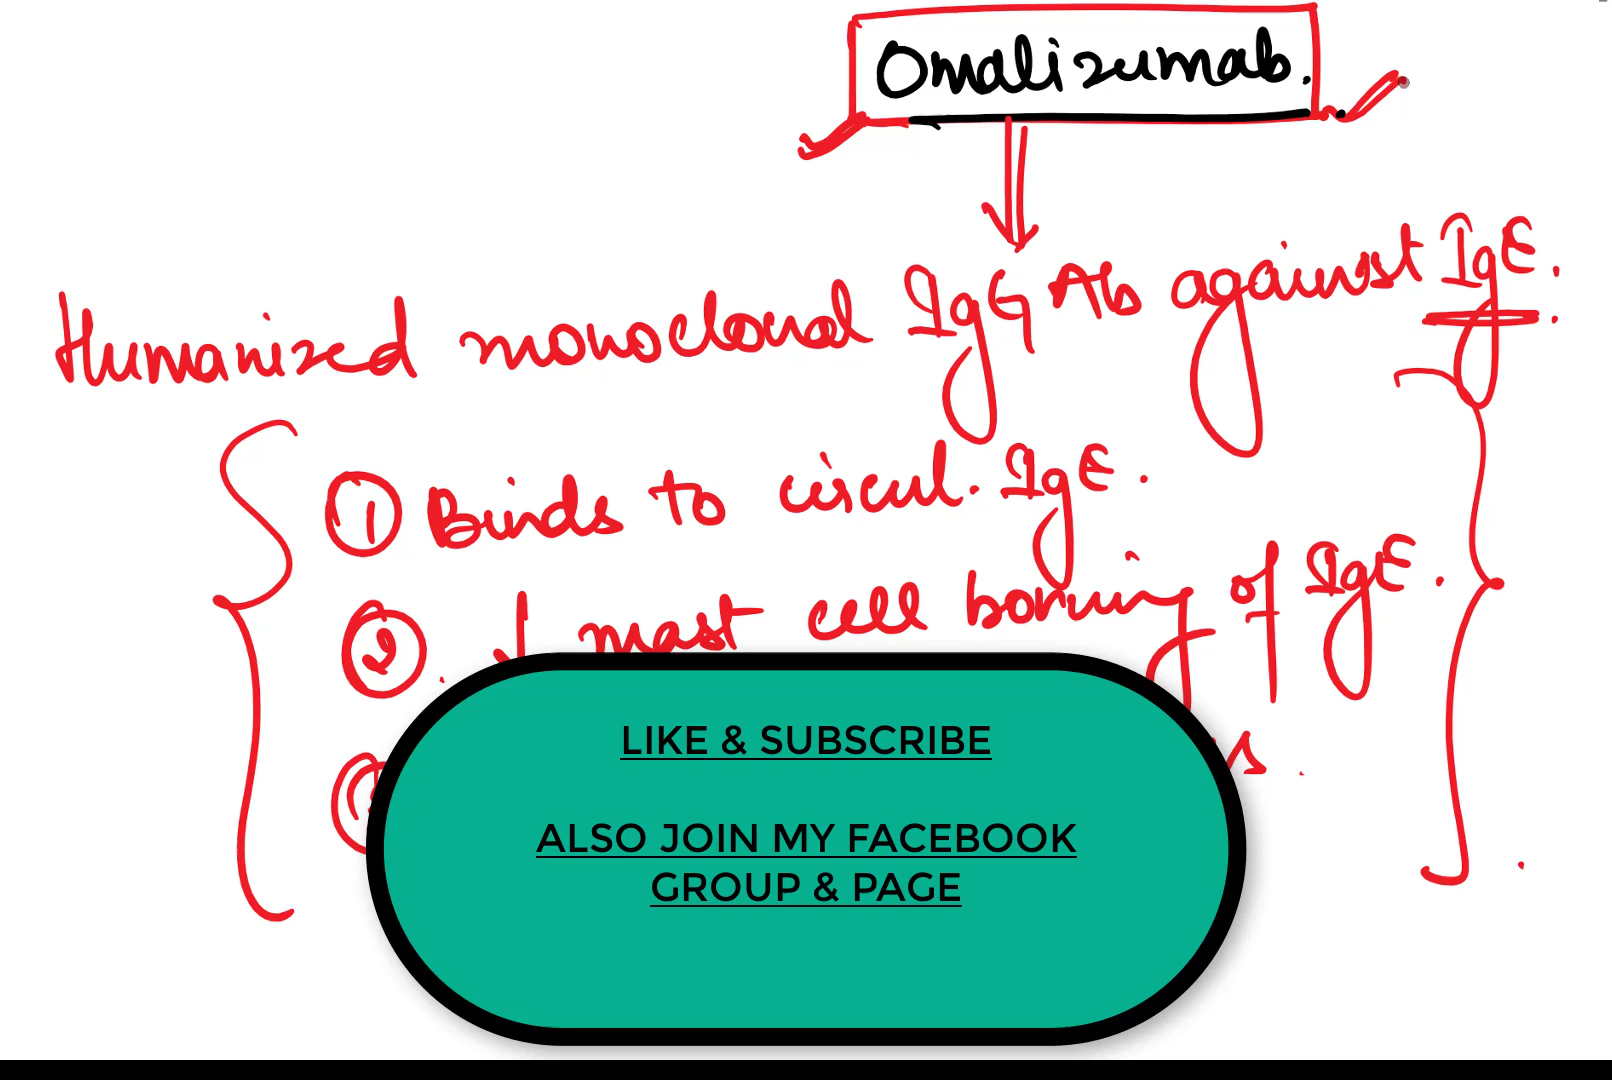 Omalizumab.
Humanized monoclonal IgG Ab against IgE.
① Binds to circul. IgE.
② ↓ mast cell bonining of IgE.
LIKE & SUBSCRIBE
ALSO JOIN MY FACEBOOK
GROUP & PAGE